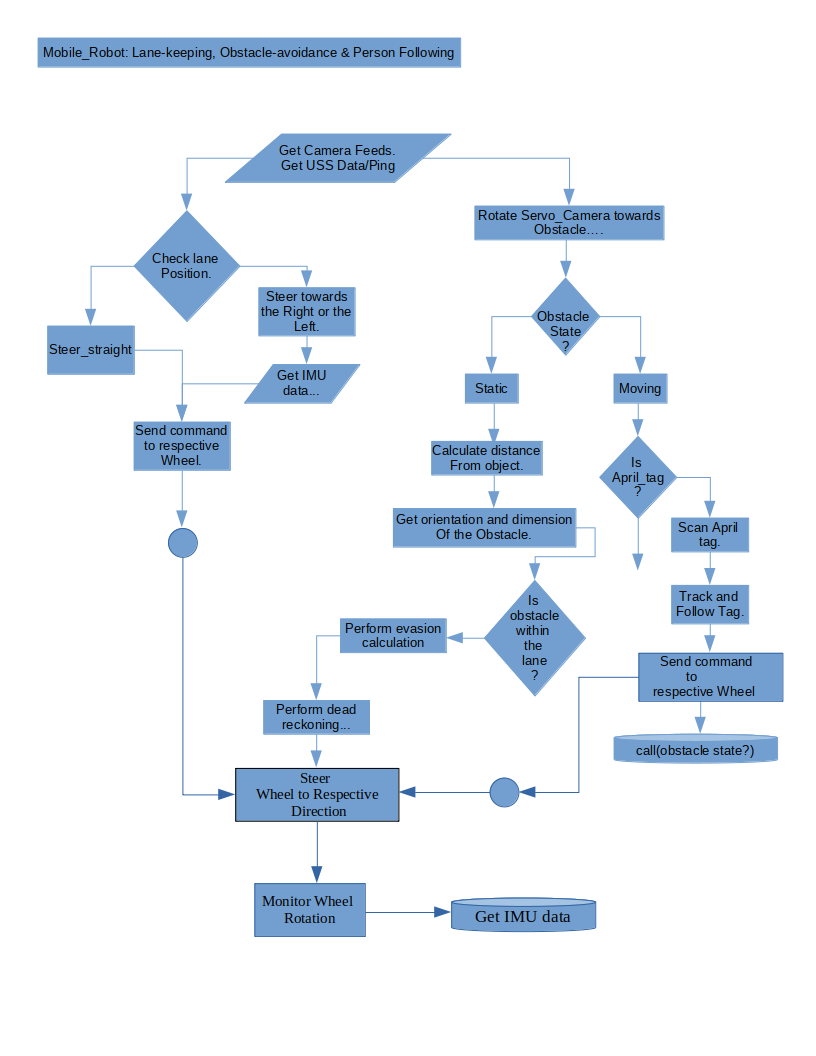 Mobile_Robot: Lane-keeping, Obstacle-avoidance & Person Following
Get Camera Feeds.
Get USS Data/Ping
Check lane
Position.
Steer_straight
Steer towards
the Right or the
Left.
Get IMU
data...
Send command
to respective
Wheel.
Rotate Servo_Camera towards
Obstacle….
Obstacle
State
?
Static
Moving
Calculate distance
From object.
Get orientation and dimension
Of the Obstacle.
Is
April_tag
?
Scan April
tag.
Track and
Follow Tag.
Send command
to
respective Wheel
call(obstacle state?)
Is
obstacle
within
the
lane
?
Perform evasion
calculation
Perform dead
reckoning...
Steer
Wheel to Respective
Direction
Monitor Wheel
Rotation
Get IMU data